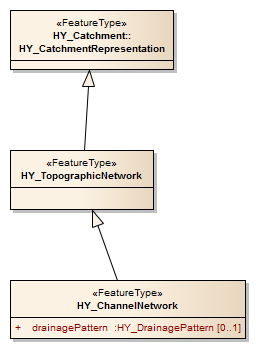 «FeatureType»
HY_Catchment::
HY_CatchmentRepresentation
«FeatureType»
HY_TopographicNetwork
«FeatureType»
HY_ChannelNetwork
+ drainagePattern :HY_DrainagePattern [0..1]